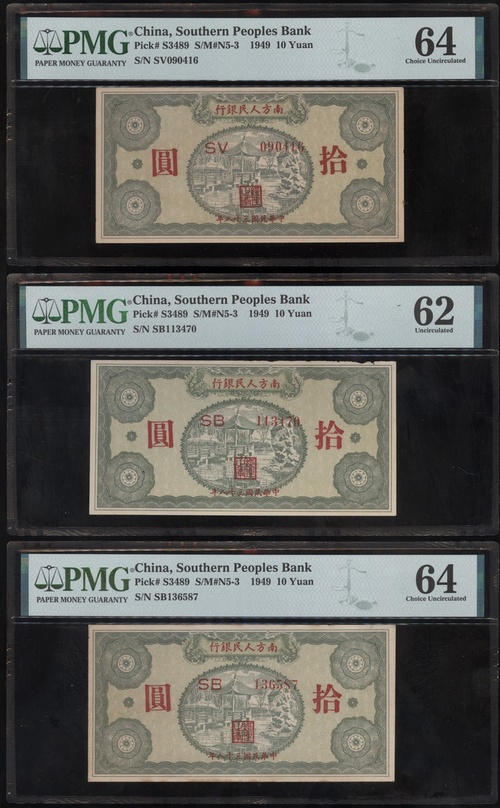 PMG®
PAPER MONEY GUARANTY
China, Southern Peoples Bank
Pick# S3489 S/M#N5-3 1949 10 Yuan
S/N SV090416
64
Choice Uncirculated
南方人民銀行
SV 090416
拾圓
中華民國三十八年
PMG®
PAPER MONEY GUARANTY
China, Southern Peoples Bank
Pick# S3489 S/M#N5-3 1949 10 Yuan
S/N SB113470
62
Uncirculated
南方人民銀行
SB 113470
拾圓
中華民國三十八年
PMG®
PAPER MONEY GUARANTY
China, Southern Peoples Bank
Pick# S3489 S/M#N5-3 1949 10 Yuan
S/N SB136587
64
Choice Uncirculated
南方人民銀行
SB 136587
拾圓
中華民國三十八年